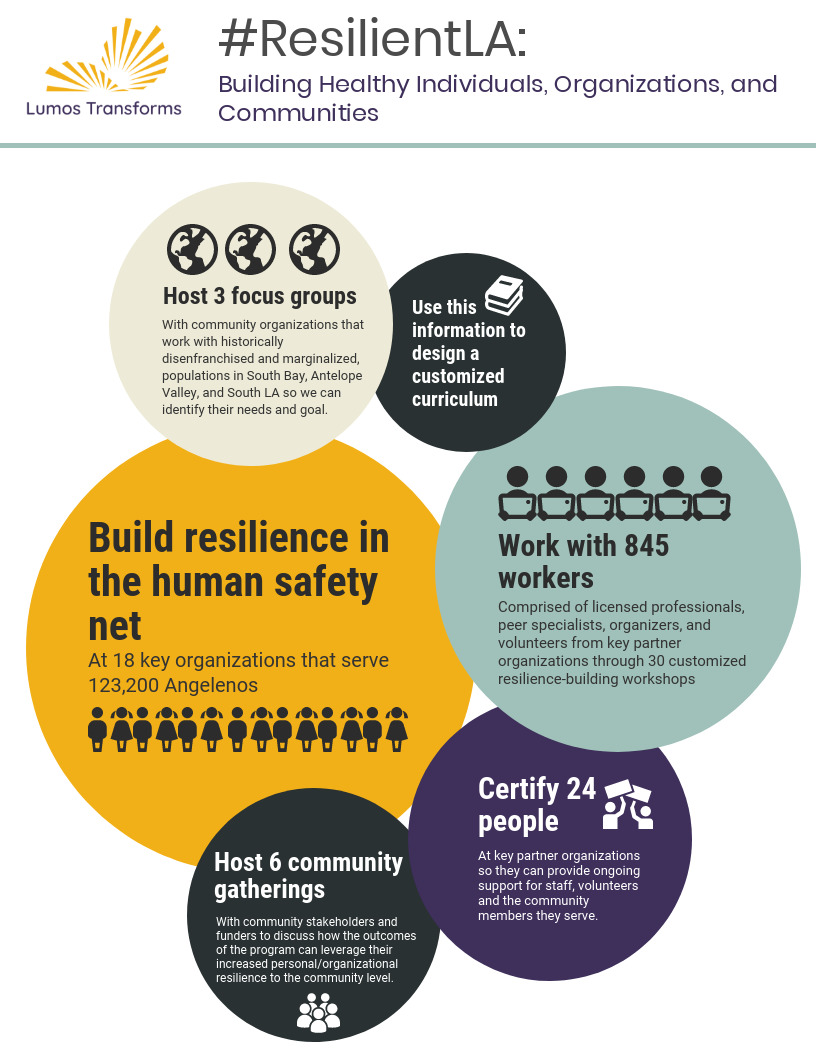 #ResilientLA:
Building Healthy Individuals, Organizations, and
Communities
Lumos Transforms
Host 3 focus groups
With community organizations that
work with historically
disenfranchised and marginalized,
populations in South Bay, Antelope
Valley, and South LA so we can
identify their needs and goal.
Use this
information to
design a
customized
curriculum
Build resilience in
the human safety
net
At 18 key organizations that serve
123,200 Angelenos
Work with 845
workers
Comprised of licensed professionals,
peer specialists, organizers, and
volunteers from key partner
organizations through 30 customized
resilience-building workshops
Certify 24
people
At key partner organizations
so they can provide ongoing
support for staff, volunteers
and the community
members they serve.
Host 6 community
gatherings
With community stakeholders and
funders to discuss how the outcomes
of the program can leverage their
increased personal/organizational
resilience to the community level.